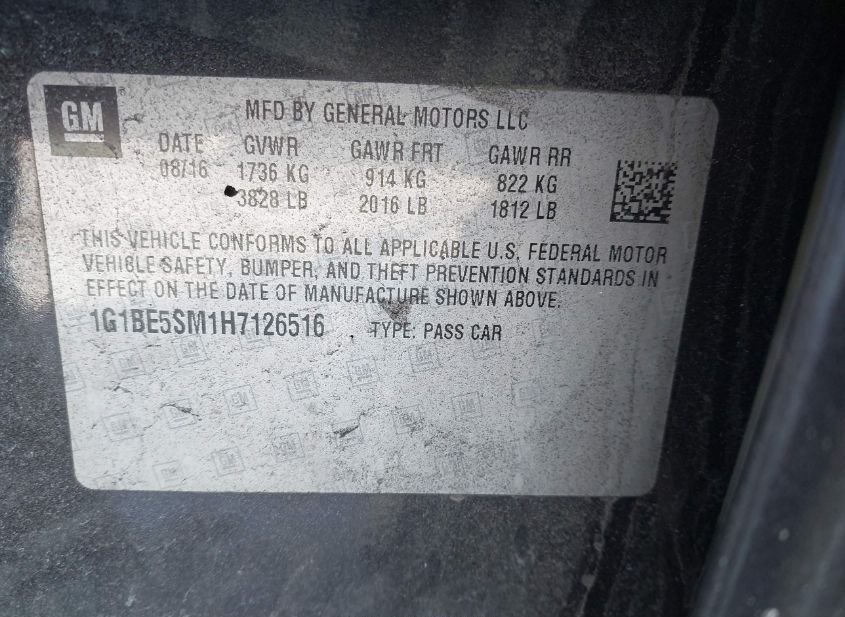 GM
MFD BY GENERAL MOTORS LLC
DATE GVWR GAWR FRT GAWR RR
08/16 1736 KG 914 KG 822 KG
3828 LB 2016 LB 1812 LB
THIS VEHICLE CONFORMS TO ALL APPLICABLE U.S. FEDERAL MOTOR
VEHICLE SAFETY, BUMPER, AND THEFT PREVENTION STANDARDS IN
EFFECT ON THE DATE OF MANUFACTURE SHOWN ABOVE.
1G1BE5SM1H7126516 TYPE: PASS CAR